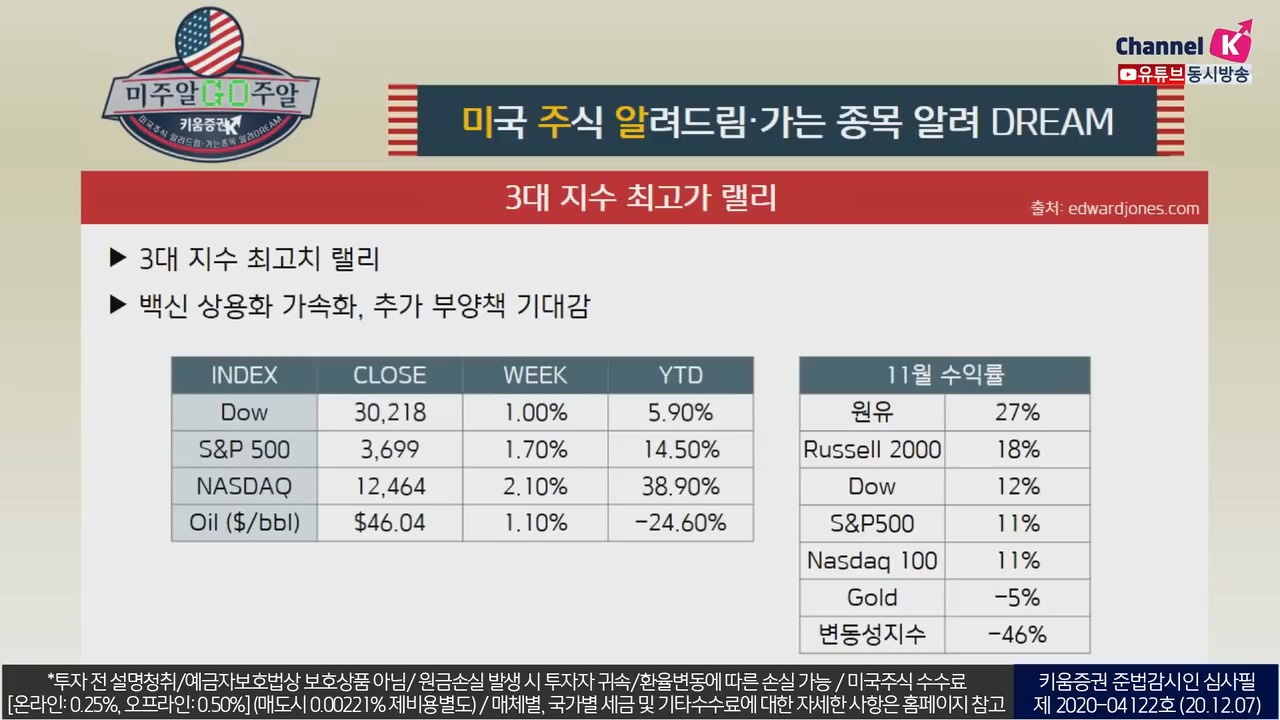 미주알GO주알
키움증권
미국주식 알려드림·가는종목 알려DREAM
Channel K
유튜브 동시방송
미국 주식 알려드림·가는 종목 알려 DREAM
3대 지수 최고가 랠리
출처: edwardjones.com
▶ 3대 지수 최고치 랠리
▶ 백신 상용화 가속화, 추가 부양책 기대감
INDEX CLOSE WEEK YTD
Dow 30,218 1.00% 5.90%
S&P 500 3,699 1.70% 14.50%
NASDAQ 12,464 2.10% 38.90%
Oil ($/bbl) $46.04 1.10% -24.60%
11월 수익률
원유 27%
Russell 2000 18%
Dow 12%
S&P500 11%
Nasdaq 100 11%
Gold -5%
변동성지수 -46%
*투자 전 설명청취/예금자보호법상 보호상품 아님/ 원금손실 발생 시 투자자 귀속/환율변동에 따른 손실 가능 / 미국주식 수수료
[온라인: 0.25%, 오프라인: 0.50%] (매도시 0.00221% 제비용별도) / 매체별, 국가별 세금 및 기타수수료에 대한 자세한 사항은 홈페이지 참고
키움증권 준법감시인 심사필
제 2020-04122호 (20.12.07)